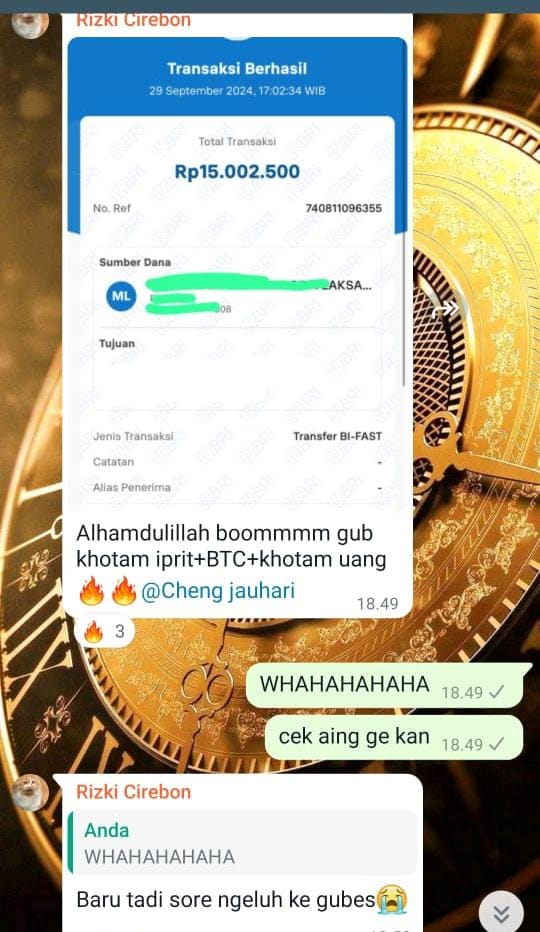 Rizki Cirebon
Transaksi Berhasil
29 September 2024, 17:02:34 WIB
Total Transaksi
Rp15.002.500
No. Ref 740811096355
Sumber Dana
ML
AKSA...
08
Tujuan
Jenis Transaksi Transfer BI-FAST
Catatan -
Alias Penerima -
Alhamdulillah boommmm gub
khotam iprit+BTC+khotam uang
🔥🔥@Cheng jauhari
18.49
🔥 3
WHAHAHAHAHA 18.49
cek aing ge kan 18.49
Rizki Cirebon
Anda
WHAHAHAHAHA
Baru tadi sore ngeluh ke gubes😭